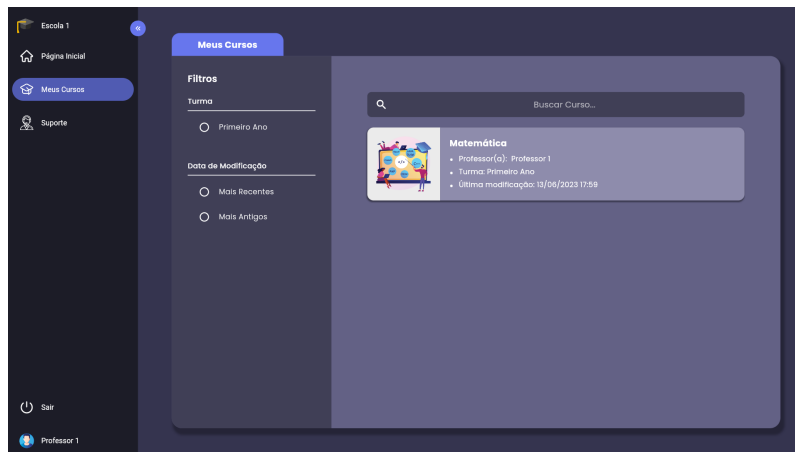 Escola 1
«
Página Inicial
Meus Cursos
Suporte
Sair
Professor 1
Meus Cursos
Filtros
Turma
Primeiro Ano
Data de Modificação
Mais Recentes
Mais Antigos
Buscar Curso...
Matemática
• Professor(a): Professor 1
• Turma: Primeiro Ano
• Última modificação: 13/06/2023 17:59